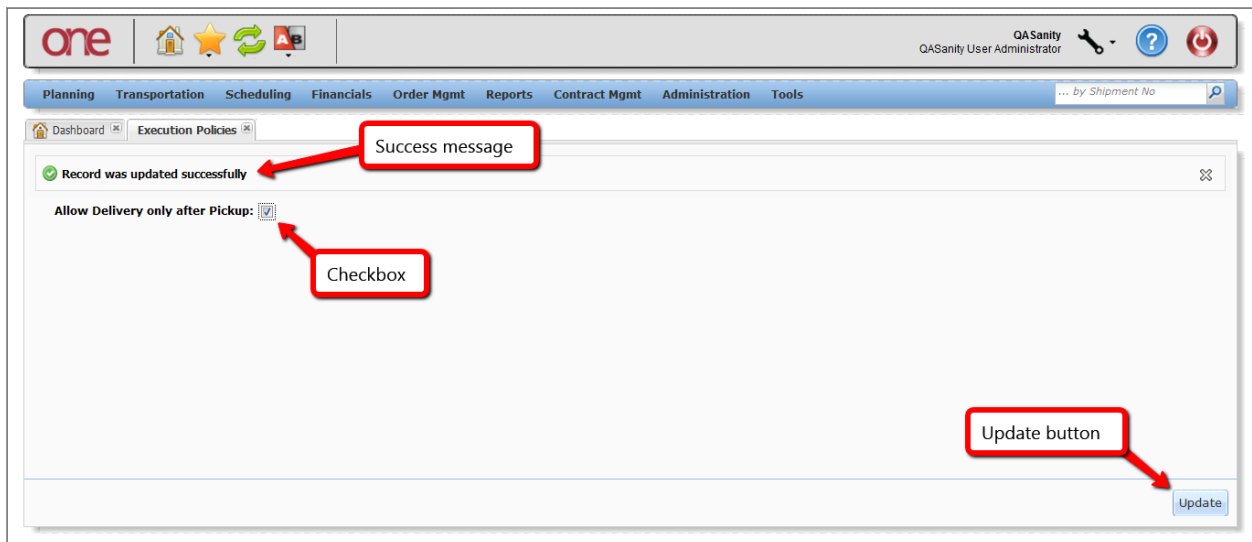 one
A B
QASanity
QASanity User Administrator
?
Planning Transportation Scheduling Financials Order Mgmt Reports Contract Mgmt Administration Tools
... by Shipment No
Dashboard Execution Policies
Success message
Record was updated successfully
Allow Delivery only after Pickup:
Checkbox
Update button
Update